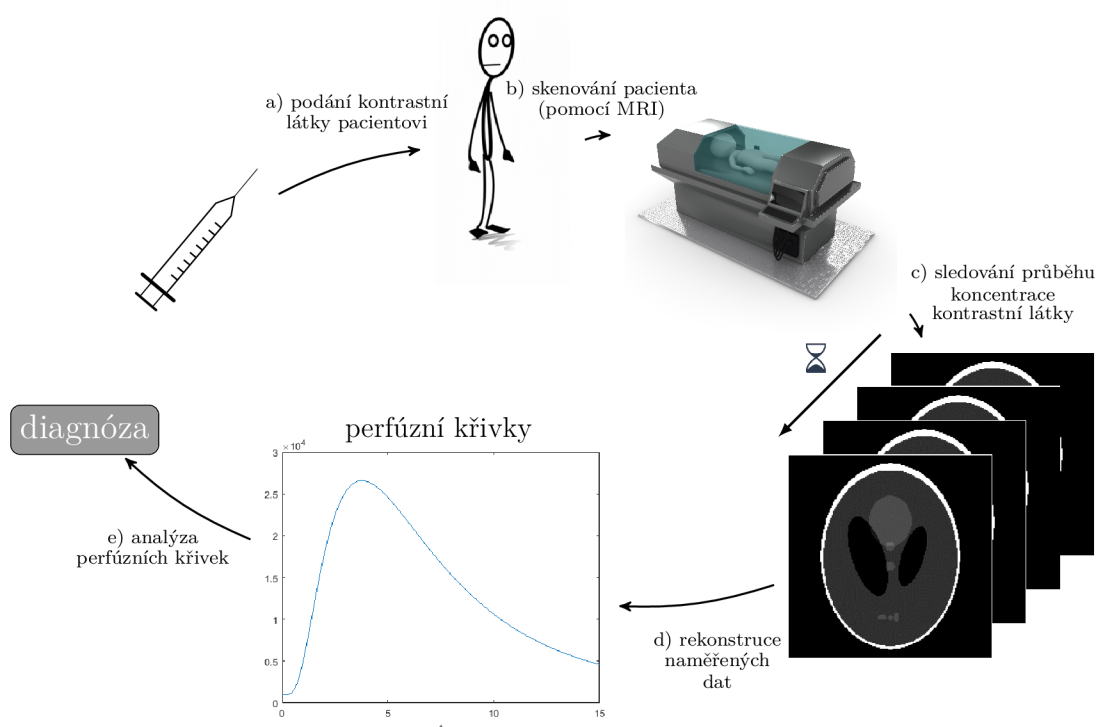 a) podání kontrastní
látky pacientovi
b) skenování pacienta
(pomocí MRI)
c) sledování průběhu
koncentrace
kontrastní látky
diagnóza
perfúzní křivky
×10⁴
3
2.5
2
1.5
1
0.5
0
0
5
10
15
e) analýza
perfúzních křivek
d) rekonstruce
naměřených
dat